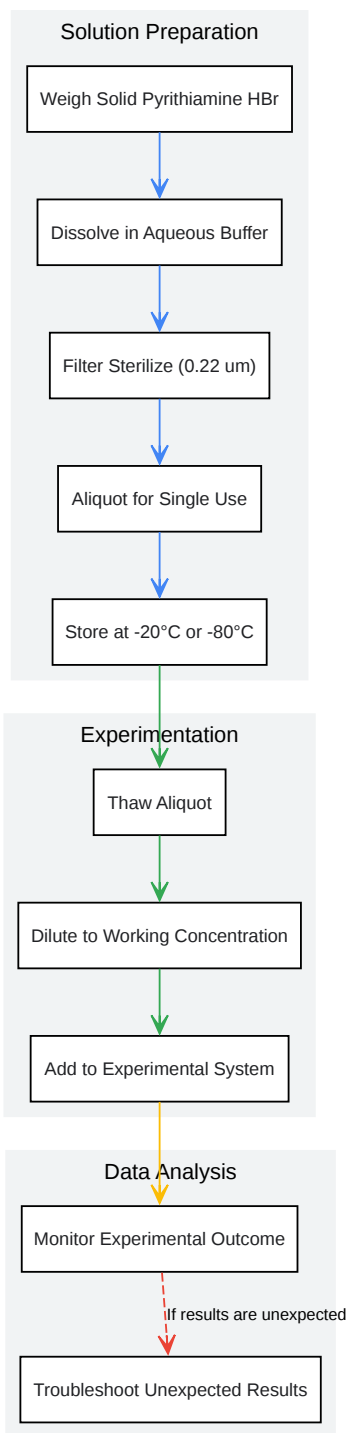 Solution Preparation
Weigh Solid Pyrithiamine HBr
Dissolve in Aqueous Buffer
Filter Sterilize (0.22 um)
Aliquot for Single Use
Store at -20°C or -80°C
Experimentation
Thaw Aliquot
Dilute to Working Concentration
Add to Experimental System
Data Analysis
Monitor Experimental Outcome
If results are unexpected
Troubleshoot Unexpected Results